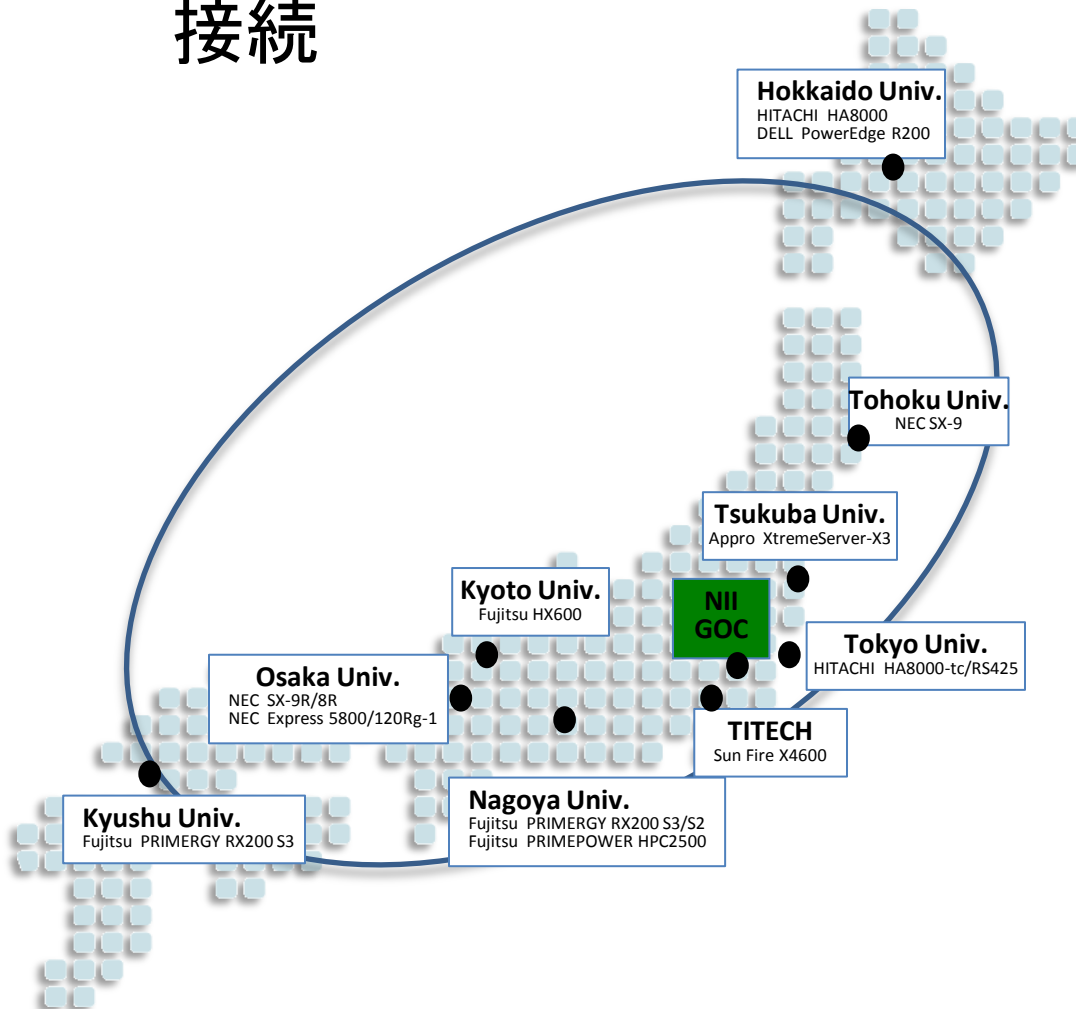 接続
Hokkaido Univ.
HITACHI HA8000
DELL PowerEdge R200
Tohoku Univ.
NEC SX-9
Tsukuba Univ.
Appro XtremeServer-X3
Kyoto Univ.
Fujitsu HX600
NII
GOC
Tokyo Univ.
HITACHI HA8000-tc/RS425
Osaka Univ.
NEC SX-9R/8R
NEC Express 5800/120Rg-1
TITECH
Sun Fire X4600
Nagoya Univ.
Fujitsu PRIMERGY RX200 S3/S2
Fujitsu PRIMEPOWER HPC2500
Kyushu Univ.
Fujitsu PRIMERGY RX200 S3